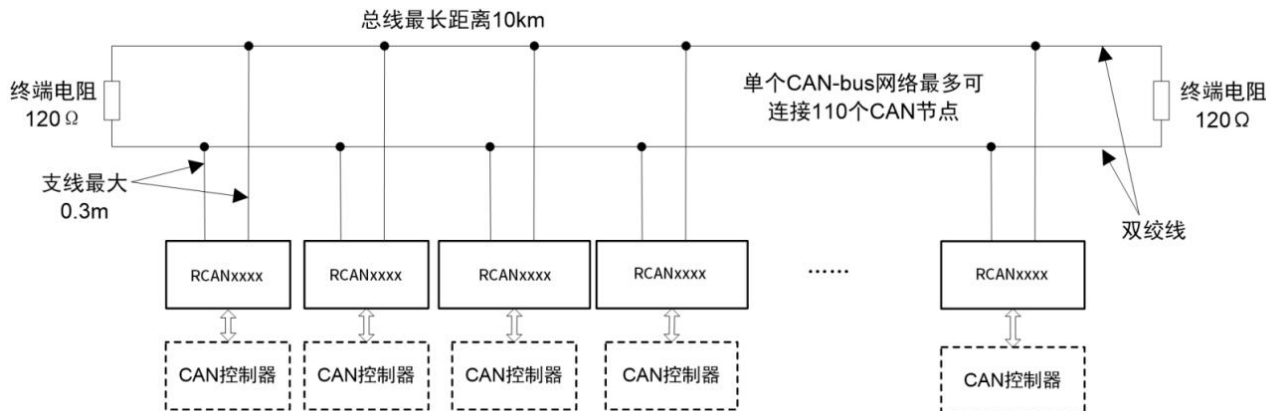 总线最长距离10km
终端电阻
120Ω
单个CAN-bus网络最多可
连接110个CAN节点
终端电阻
120Ω
支线最大
0.3m
双绞线
RCANxxxx
RCANxxxx
RCANxxxx
RCANxxxx
······
RCANxxxx
CAN控制器
CAN控制器
CAN控制器
CAN控制器
CAN控制器